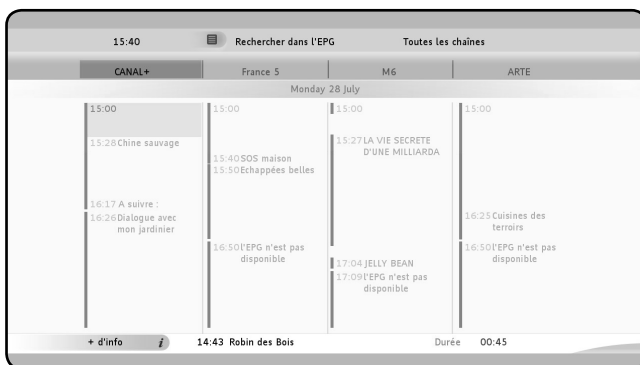 15:40 Rechercher dans l'EPG Toutes les chaînes
CANAL+ France 5 M6 ARTE
Monday 28 July
15:00 15:00 15:00 15:00
15:28 Chine sauvage
15:27 LA VIE SECRETE
D'UNE MILLIARDA
15:40 SOS maison
15:50 Echappées belles
16:17 A suivre :
16:26 Dialogue avec
mon jardinier
16:25 Cuisines des
terroirs
16:50 l'EPG n'est pas
disponible
16:50 l'EPG n'est pas
disponible
17:04 JELLY BEAN
17:09 l'EPG n'est pas
disponible
+ d'info i 14:43 Robin des Bois Durée 00:45